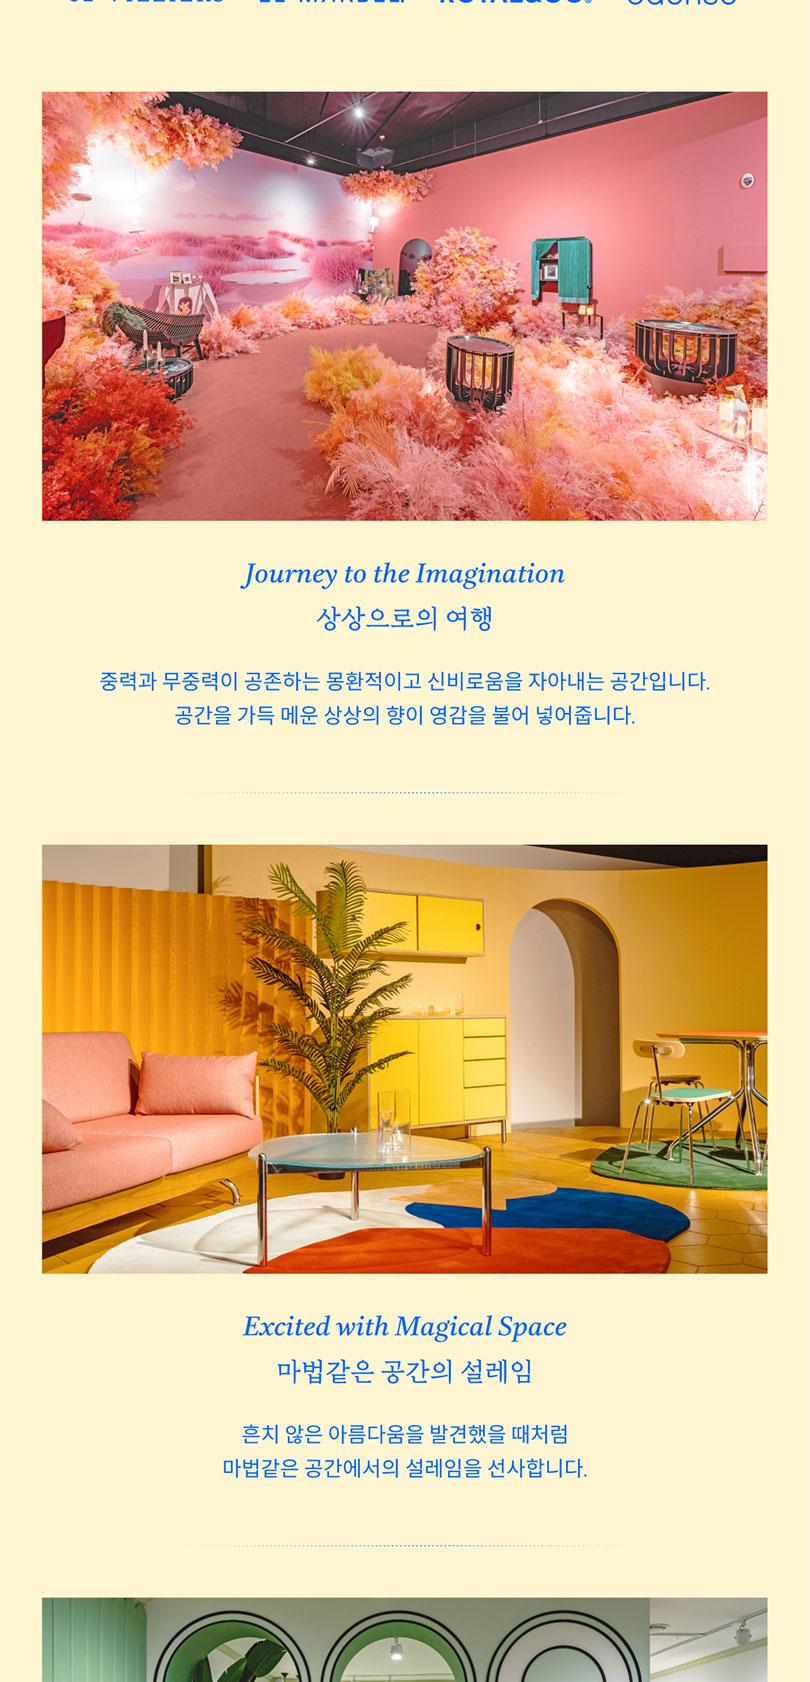 Journey to the Imagination
상상으로의 여행
중력과 무중력이 공존하는 몽환적이고 신비로움을 자아내는 공간입니다.
공간을 가득 메운 상상의 향이 영감을 불어 넣어줍니다.
Excited with Magical Space
마법같은 공간의 설레임
흔치 않은 아름다움을 발견했을 때처럼
마법같은 공간에서의 설레임을 선사합니다.